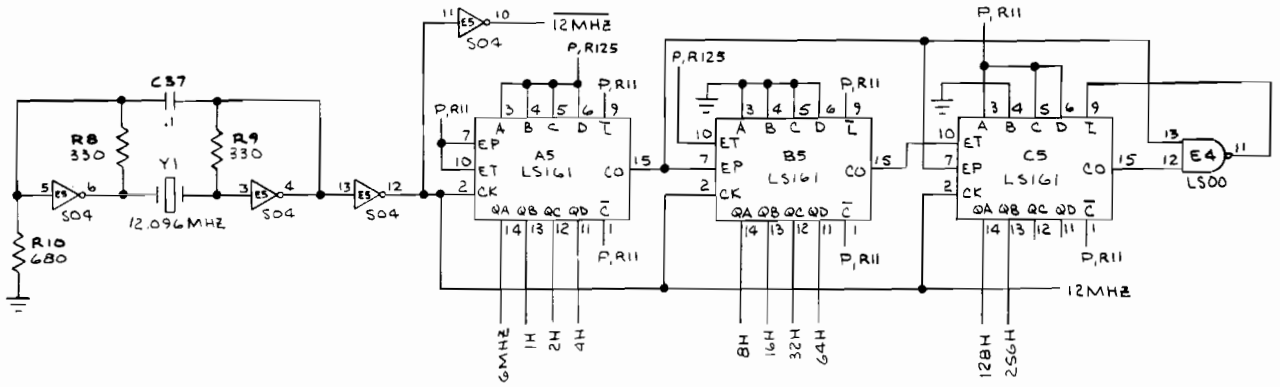 11 E5 10 12MHZ
S04
P,R125
P,R11
C37
.1
R8
330
R9
330
Y1
12.096MHZ
5 E5 6
S04
3 E5 4
S04
13 E5 12
S04
R10
680
P,R11
3 4 5 6 9
A B C D L
7 EP
10 ET
2 CK
A5
LS161
CO 15
QA QB QC QD C
14 13 12 11 1
P,R11
6MHZ
1H
2H
4H
P,R125
P,R11
3 4 5 6 9
A B C D L
10 ET
7 EP
2 CK
B5
LS161
CO 15
QA QB QC QD C
14 13 12 11 1
P,R11
8H
16H
32H
64H
P,R11
3 4 5 6 9
A B C D L
10 ET
7 EP
2 CK
C5
LS161
CO 15
QA QB QC QD C
14 13 12 11 1
P,R11
128H
256H
12MHZ
13
12 E4 11
LS00